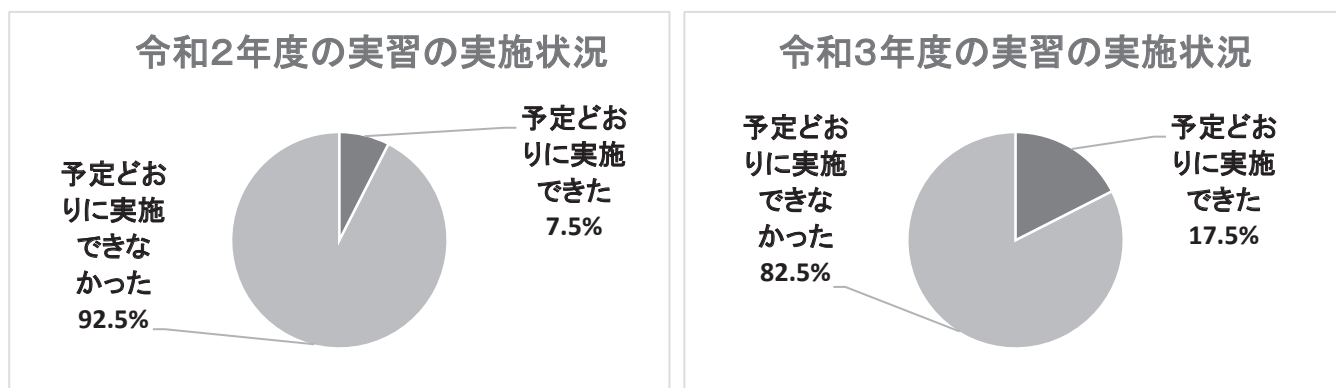 令和2年度の実習の実施状況
予定どお
りに実施
できた
7.5%
予定どお
りに実施
できな
かった
92.5%
令和3年度の実習の実施状況
予定どお
りに実施
できな
かった
82.5%
予定どお
りに実施
できた
17.5%